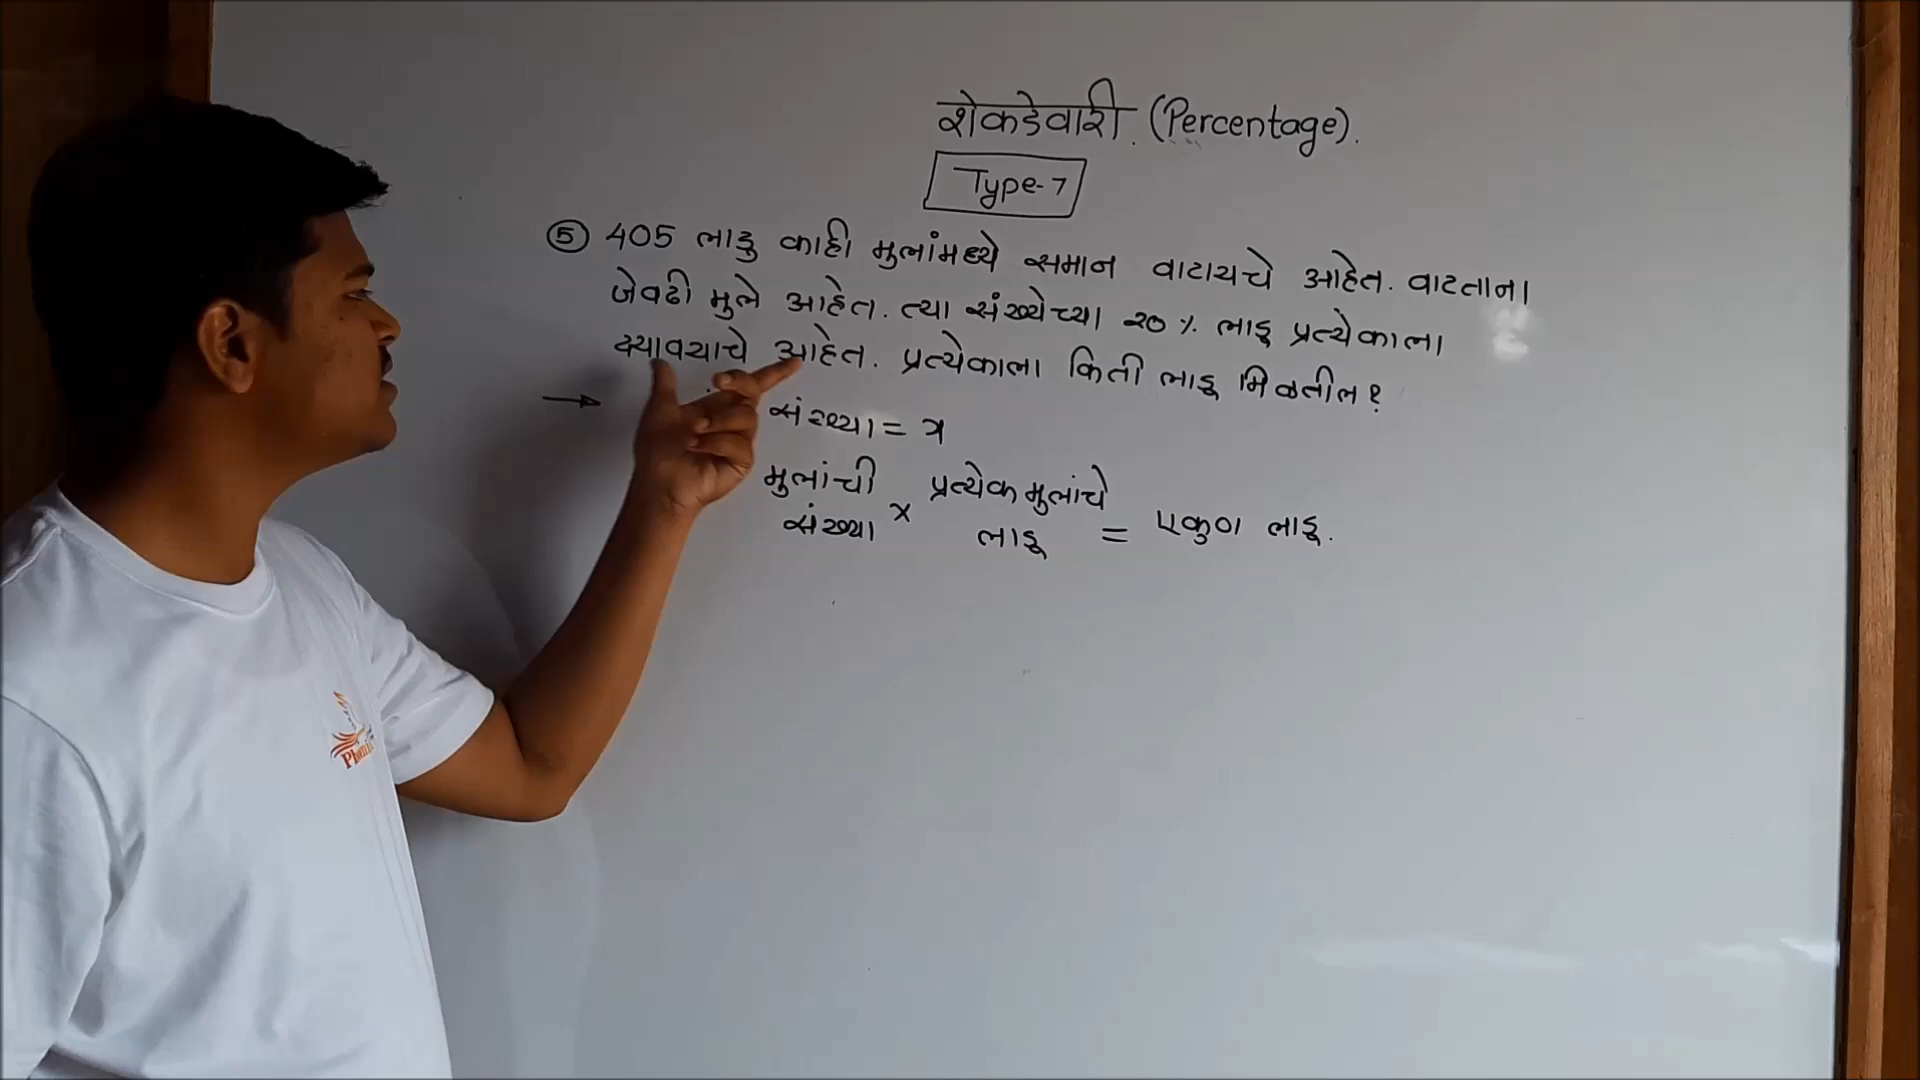 शेकडेवारी. (Percentage).
Type-7
⑤ 405 लाडु काही मुलांमध्ये समान वाटायचे आहेत. वाटताना
जेवढी मुले आहेत. त्या संख्येच्या २० % लाडू प्रत्येकाला
द्यावयाचे आहेत. प्रत्येकाला किती लाडू मिळतील?
→ संख्या = x
मुलांची प्रत्येक मुलांचे
संख्या × लाडू = एकुण लाडू.